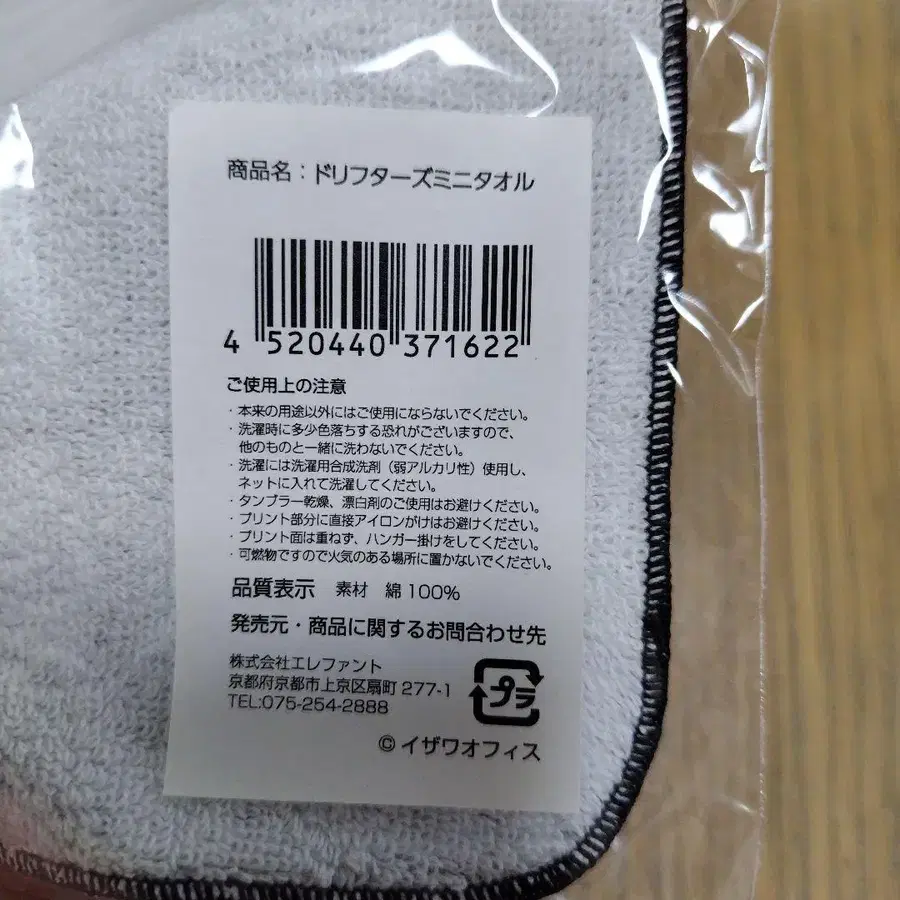 商品名：ドリフターズミニタオル
4 520440 371622
ご使用上の注意
・本来の用途以外にはご使用にならないでください。
・洗濯時に多少色落ちする恐れがございますので、
他のものと一緒に洗わないでください。
・洗濯には洗濯用合成洗剤（弱アルカリ性）使用し、
ネットに入れて洗濯してください。
・タンブラー乾燥、漂白剤のご使用はお避けください。
・プリント部分に直接アイロンがけはお避けください。
・プリント面は重ねず、ハンガー掛けをしてください。
・可燃物ですので火気のある場所に置かないでください。
品質表示　素材　綿100%
発売元・商品に関するお問合わせ先
株式会社エレファント
京都府京都市上京区扇町277-1
TEL:075-254-2888
プラ
© イザワオフィス